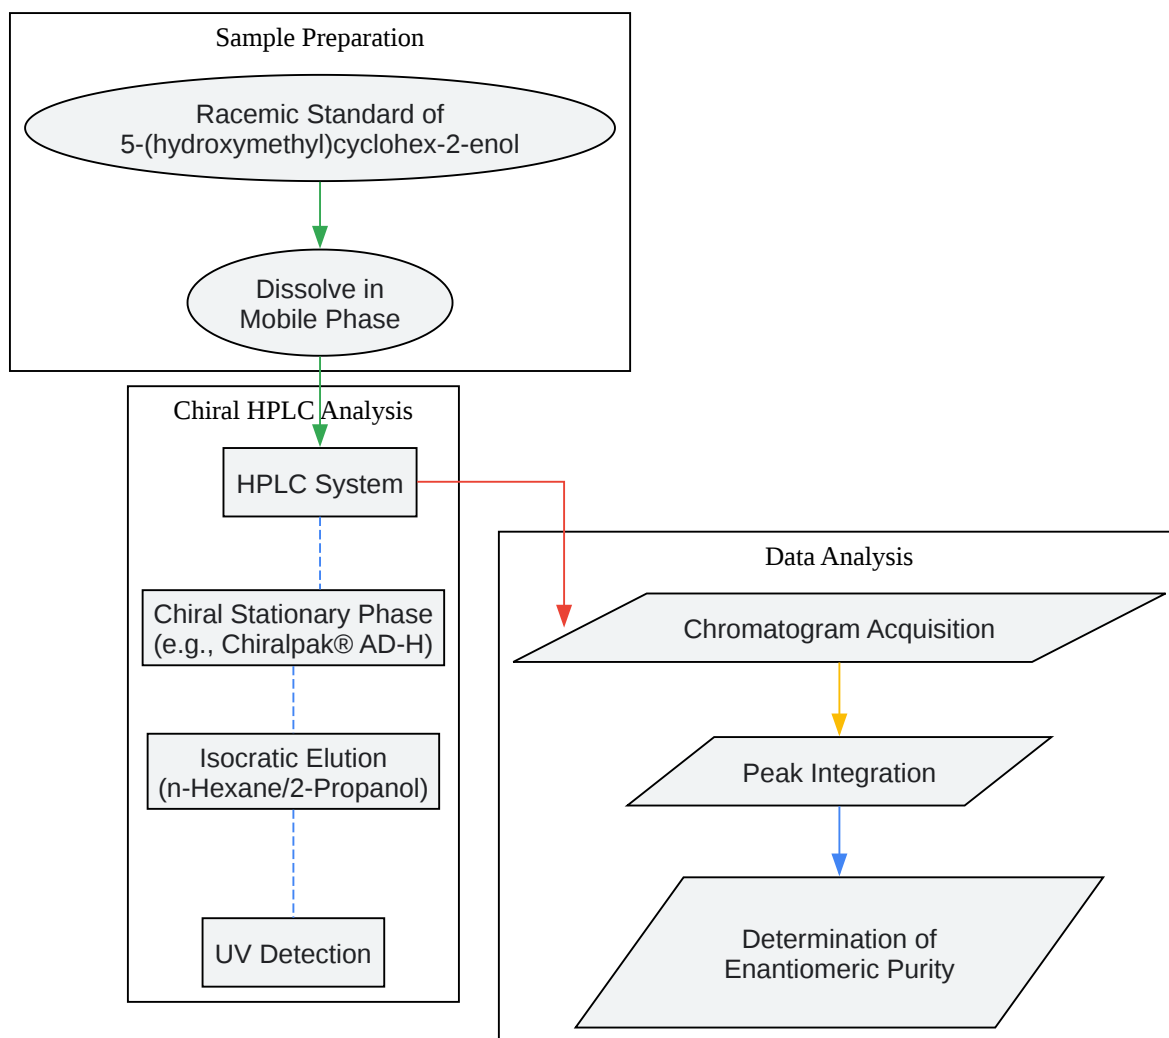 Sample Preparation
Racemic Standard of
5-(hydroxymethyl)cyclohex-2-enol
Dissolve in
Mobile Phase
Chiral HPLC Analysis
HPLC System
Chiral Stationary Phase
(e.g., Chiralpak® AD-H)
Isocratic Elution
(n-Hexane/2-Propanol)
UV Detection
Data Analysis
Chromatogram Acquisition
Peak Integration
Determination of
Enantiomeric Purity